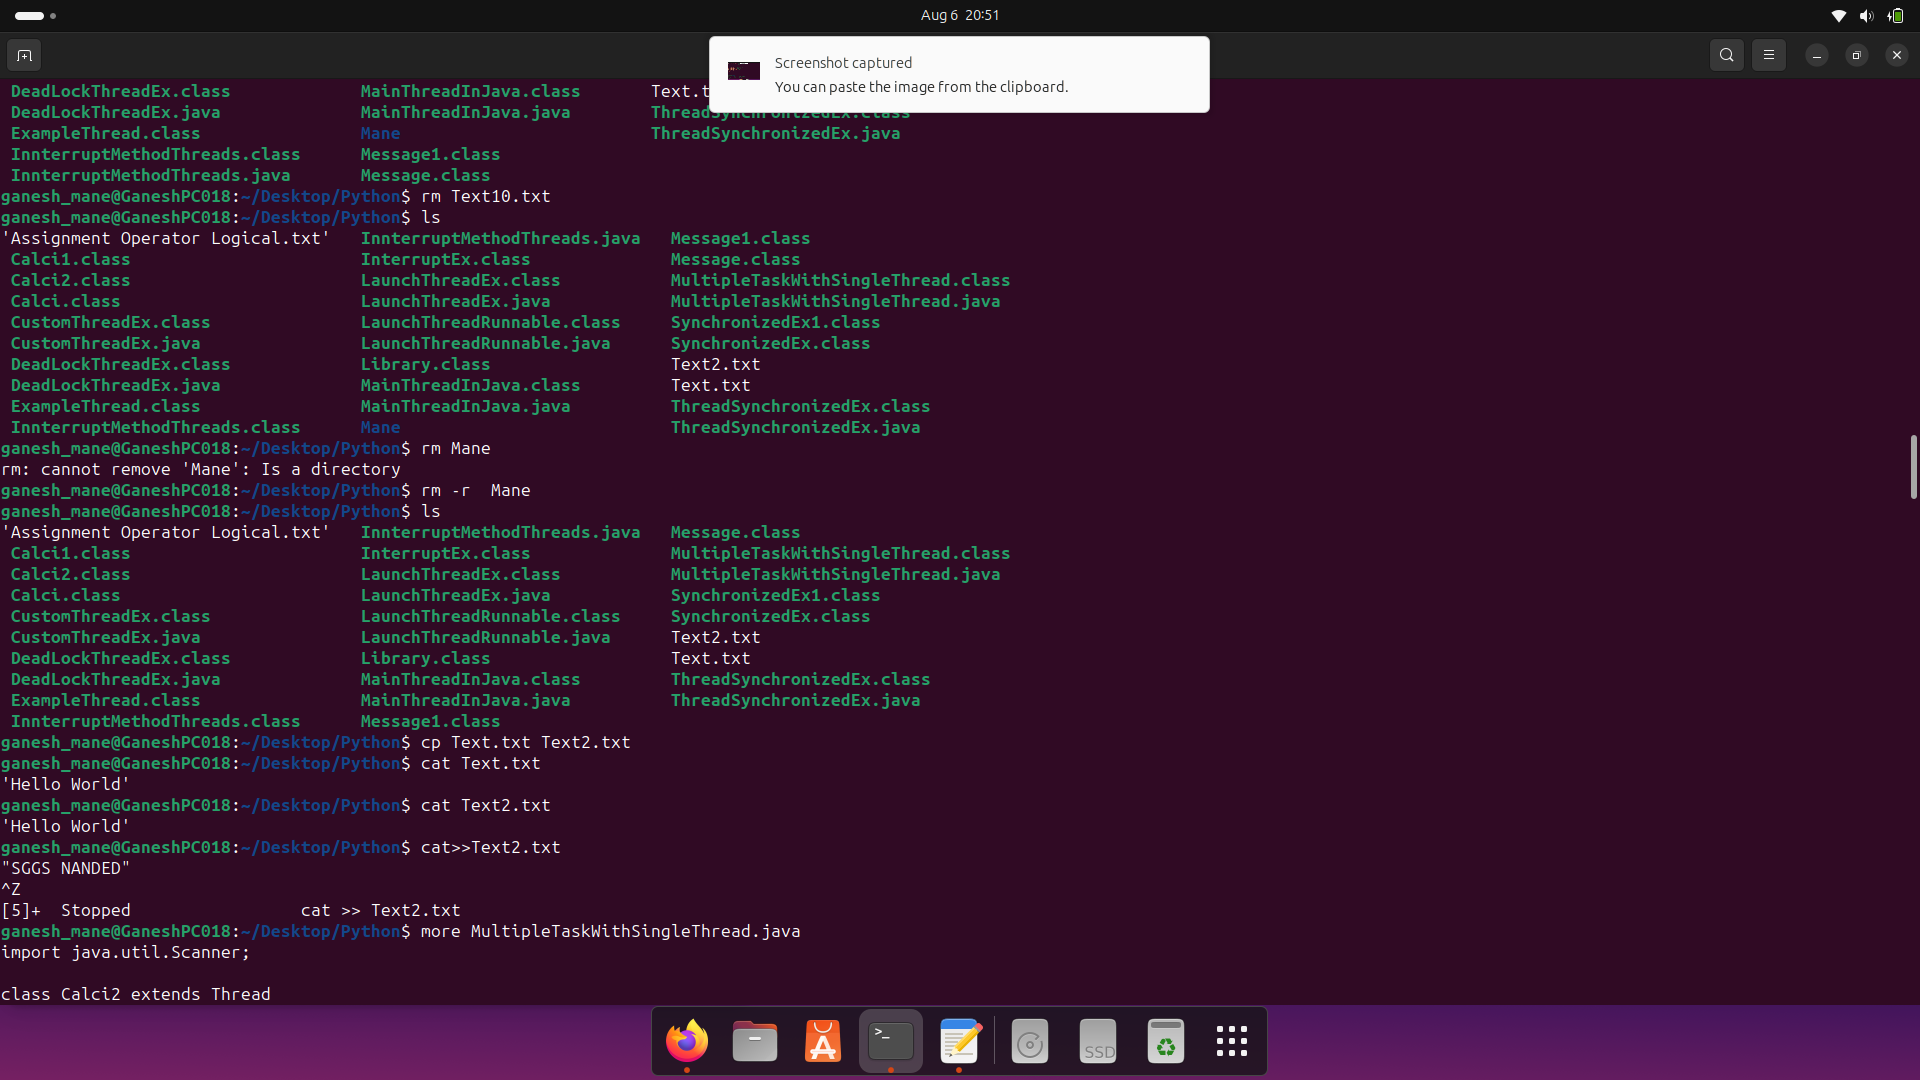 Aug 6 20:51
Screenshot captured
You can paste the image from the clipboard.
DeadLockThreadEx.class MainThreadInJava.class
DeadLockThreadEx.java MainThreadInJava.java ThreadSynchronizedEx.class
ExampleThread.class Mane ThreadSynchronizedEx.java
InnterruptMethodThreads.class Message1.class
InnterruptMethodThreads.java Message.class
ganesh_mane@GaneshPC018:~/Desktop/Python$ rm Text10.txt
ganesh_mane@GaneshPC018:~/Desktop/Python$ ls
'Assignment Operator Logical.txt' InnterruptMethodThreads.java Message1.class
Calci1.class InterruptEx.class Message.class
Calci2.class LaunchThreadEx.class MultipleTaskWithSingleThread.class
Calci.class LaunchThreadEx.java MultipleTaskWithSingleThread.java
CustomThreadEx.class LaunchThreadRunnable.class SynchronizedEx1.class
CustomThreadEx.java LaunchThreadRunnable.java SynchronizedEx.class
DeadLockThreadEx.class Library.class Text2.txt
DeadLockThreadEx.java MainThreadInJava.class Text.txt
ExampleThread.class MainThreadInJava.java ThreadSynchronizedEx.class
InnterruptMethodThreads.class Mane ThreadSynchronizedEx.java
ganesh_mane@GaneshPC018:~/Desktop/Python$ rm Mane
rm: cannot remove 'Mane': Is a directory
ganesh_mane@GaneshPC018:~/Desktop/Python$ rm -r  Mane
ganesh_mane@GaneshPC018:~/Desktop/Python$ ls
'Assignment Operator Logical.txt' InnterruptMethodThreads.java Message.class
Calci1.class InterruptEx.class MultipleTaskWithSingleThread.class
Calci2.class LaunchThreadEx.class MultipleTaskWithSingleThread.java
Calci.class LaunchThreadEx.java SynchronizedEx1.class
CustomThreadEx.class LaunchThreadRunnable.class SynchronizedEx.class
CustomThreadEx.java LaunchThreadRunnable.java Text2.txt
DeadLockThreadEx.class Library.class Text.txt
DeadLockThreadEx.java MainThreadInJava.class ThreadSynchronizedEx.class
ExampleThread.class MainThreadInJava.java ThreadSynchronizedEx.java
InnterruptMethodThreads.class Message1.class
ganesh_mane@GaneshPC018:~/Desktop/Python$ cp Text.txt Text2.txt
ganesh_mane@GaneshPC018:~/Desktop/Python$ cat Text.txt
'Hello World'
ganesh_mane@GaneshPC018:~/Desktop/Python$ cat Text2.txt
'Hello World'
ganesh_mane@GaneshPC018:~/Desktop/Python$ cat>>Text2.txt
"SGGS NANDED"
^Z
[5]+  Stopped                 cat >> Text2.txt
ganesh_mane@GaneshPC018:~/Desktop/Python$ more MultipleTaskWithSingleThread.java
import java.util.Scanner;
class Calci2 extends Thread
SSD